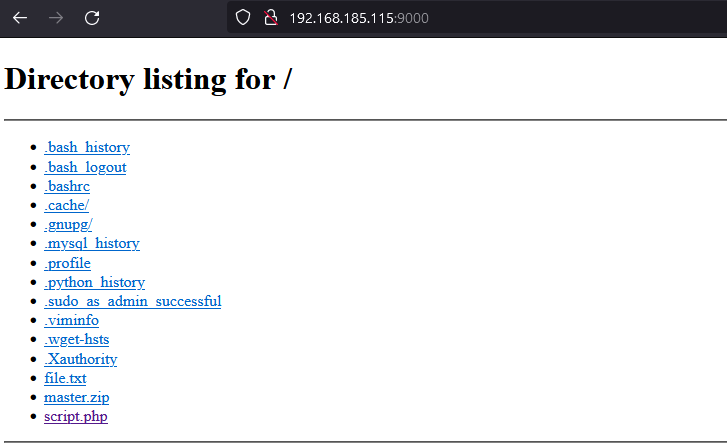 192.168.185.115:9000
Directory listing for /
.bash_history
.bash_logout
.bashrc
.cache/
.gnupg/
.mysql_history
.profile
.python_history
.sudo_as_admin_successful
.viminfo
.wget-hsts
.Xauthority
file.txt
master.zip
script.php